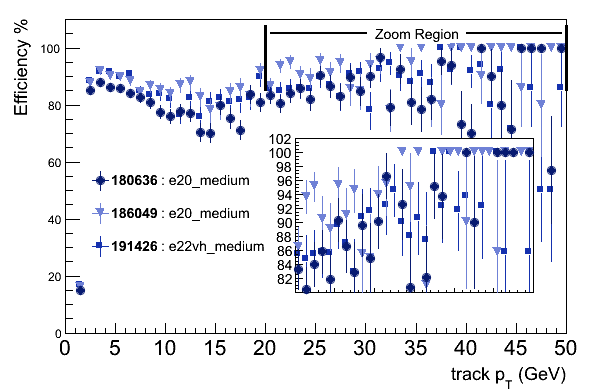 Efficiency %
100
80
60
40
20
0
Zoom Region
180636 : e20_medium
186049 : e20_medium
191426 : e22vh_medium
102
100
98
96
94
92
90
88
86
84
82
0 5 10 15 20 25 30 35 40 45 50
track pT (GeV)